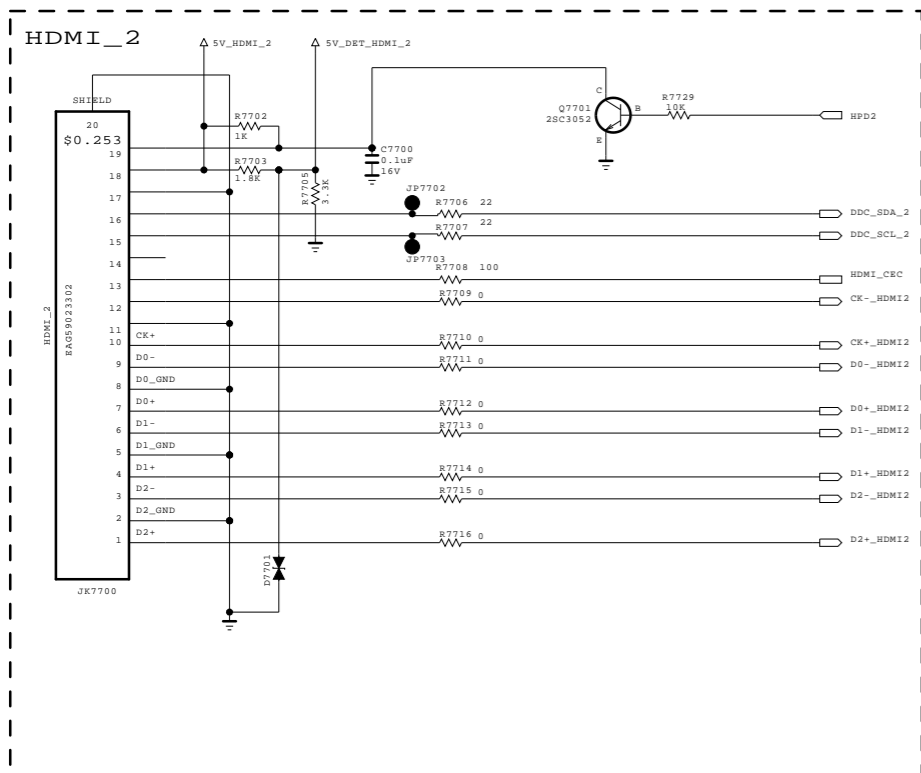 HDMI_2
5V_HDMI_2
5V_DET_HDMI_2
SHIELD
20
$0.253
19
18
17
16
15
14
13
12
11
10
9
8
7
6
5
4
3
2
1
HDMI_2
EAG59023302
JK7700
CK+
D0-
D0_GND
D0+
D1-
D1_GND
D1+
D2-
D2_GND
D2+
R7702
1K
R7703
1.8K
R7705
3.3K
C7700
0.1uF
16V
D7701
Q7701
2SC3052
C
B
E
R7729
10K
HPD2
JP7702
R7706 22
DDC_SDA_2
R7707 22
DDC_SCL_2
JP7703
R7708 100
HDMI_CEC
R7709 0
CK-_HDMI2
R7710 0
CK+_HDMI2
R7711 0
D0-_HDMI2
R7712 0
D0+_HDMI2
R7713 0
D1-_HDMI2
R7714 0
D1+_HDMI2
R7715 0
D2-_HDMI2
R7716 0
D2+_HDMI2